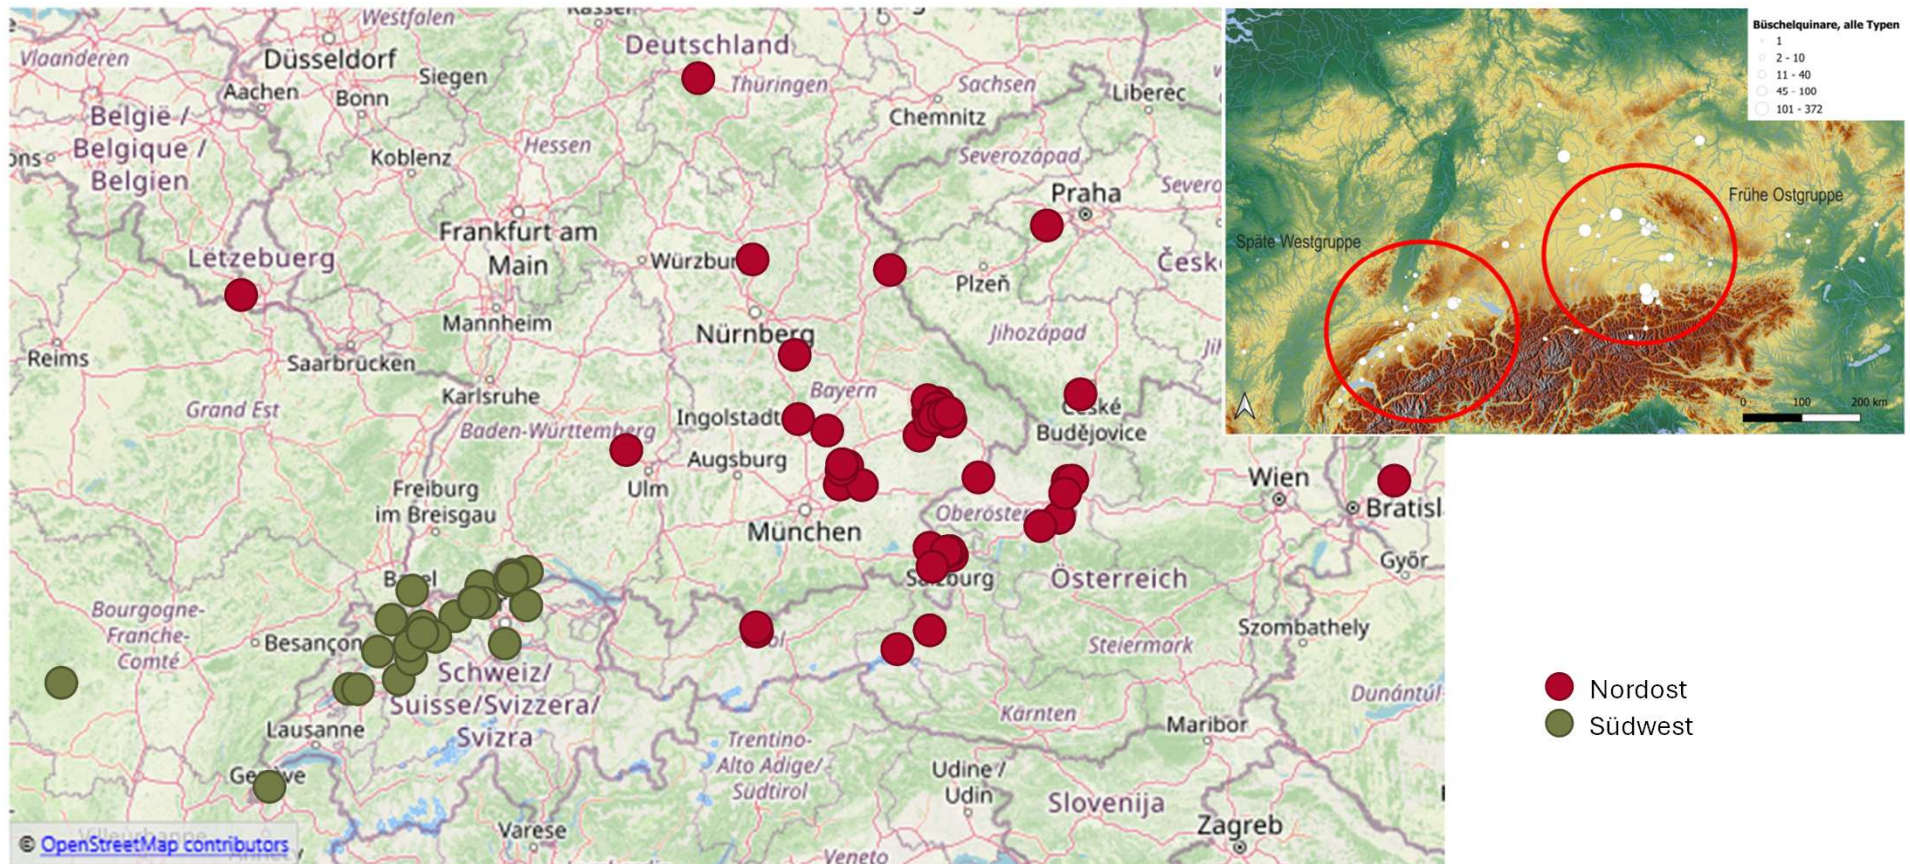 Westfalen
Vlaanderen
Düsseldorf
Deutschland
Siegen
Aachen
Bonn
Thüringen
Sachsen
Liberec
België /
Belgique /
Belgien
Chemnitz
Koblenz
Hessen
Severozápad
Praha
Frankfurt am
Main
Lëtzebuerg
Plzeň
Mannheim
Nürnberg
Jihozápad
Reims
Saarbrücken
Karlsruhe
Bayern
Grand Est
Ingolstadt
Baden-Württemberg
České
Budějovice
Augsburg
Ulm
Freiburg
im Breisgau
München
Wien
Győr
Österreich
Bourgogne-
Franche-
Comté
Besançon
Steiermark
Szombathely
Schweiz/
Suisse/Svizzera/
Svizra
Lausanne
Kärnten
Maribor
Trentino-
Alto Adige/
Südtirol
Udine /
Udin
Slovenija
Varese
Zagreb
Veneto
© OpenStreetMap contributors
Büschelquinare, alle Typen
1
2 - 10
11 - 40
45 - 100
101 - 372
Frühe Ostgruppe
Späte Westgruppe
0 100 200 km
Nordost
Südwest